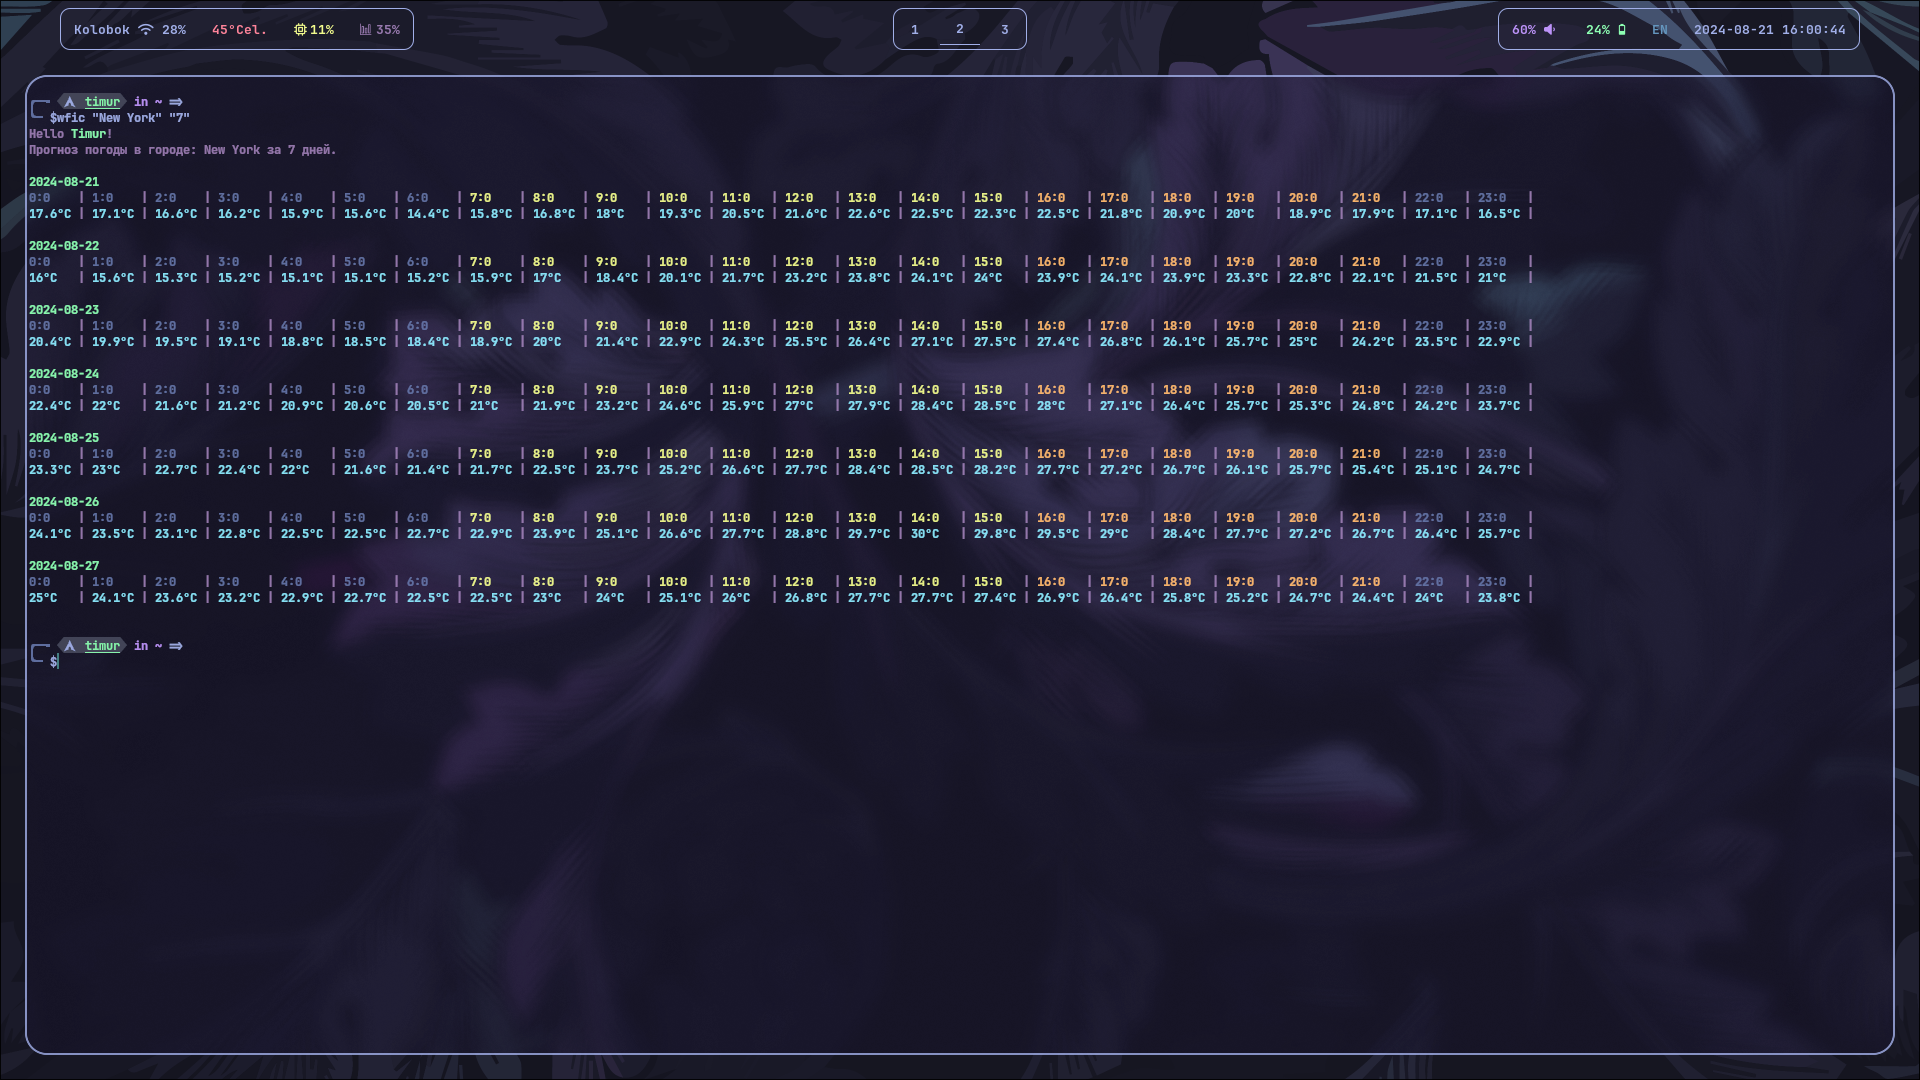 Kolobok 28% 45°Cel. 11% 35% 1 2 3 60% 24% EN 2024-08-21 16:00:44
timur in ~ =>
$wfic "New York" "7"
Hello Timur!
Прогноз погоды в городе: New York за 7 дней.
2024-08-21
0:0 | 1:0 | 2:0 | 3:0 | 4:0 | 5:0 | 6:0 | 7:0 | 8:0 | 9:0 | 10:0 | 11:0 | 12:0 | 13:0 | 14:0 | 15:0 | 16:0 | 17:0 | 18:0 | 19:0 | 20:0 | 21:0 | 22:0 | 23:0 |
17.6°C | 17.1°C | 16.6°C | 16.2°C | 15.9°C | 15.6°C | 14.4°C | 15.8°C | 16.8°C | 18°C | 19.3°C | 20.5°C | 21.6°C | 22.6°C | 22.5°C | 22.3°C | 22.5°C | 21.8°C | 20.9°C | 20°C | 18.9°C | 17.9°C | 17.1°C | 16.5°C |
2024-08-22
0:0 | 1:0 | 2:0 | 3:0 | 4:0 | 5:0 | 6:0 | 7:0 | 8:0 | 9:0 | 10:0 | 11:0 | 12:0 | 13:0 | 14:0 | 15:0 | 16:0 | 17:0 | 18:0 | 19:0 | 20:0 | 21:0 | 22:0 | 23:0 |
16°C | 15.6°C | 15.3°C | 15.2°C | 15.1°C | 15.1°C | 15.2°C | 15.9°C | 17°C | 18.4°C | 20.1°C | 21.7°C | 23.2°C | 23.8°C | 24.1°C | 24°C | 23.9°C | 24.1°C | 23.9°C | 23.3°C | 22.8°C | 22.1°C | 21.5°C | 21°C |
2024-08-23
0:0 | 1:0 | 2:0 | 3:0 | 4:0 | 5:0 | 6:0 | 7:0 | 8:0 | 9:0 | 10:0 | 11:0 | 12:0 | 13:0 | 14:0 | 15:0 | 16:0 | 17:0 | 18:0 | 19:0 | 20:0 | 21:0 | 22:0 | 23:0 |
20.4°C | 19.9°C | 19.5°C | 19.1°C | 18.8°C | 18.5°C | 18.4°C | 18.9°C | 20°C | 21.4°C | 22.9°C | 24.3°C | 25.5°C | 26.4°C | 27.1°C | 27.5°C | 27.4°C | 26.8°C | 26.1°C | 25.7°C | 25°C | 24.2°C | 23.5°C | 22.9°C |
2024-08-24
0:0 | 1:0 | 2:0 | 3:0 | 4:0 | 5:0 | 6:0 | 7:0 | 8:0 | 9:0 | 10:0 | 11:0 | 12:0 | 13:0 | 14:0 | 15:0 | 16:0 | 17:0 | 18:0 | 19:0 | 20:0 | 21:0 | 22:0 | 23:0 |
22.4°C | 22°C | 21.6°C | 21.2°C | 20.9°C | 20.6°C | 20.5°C | 21°C | 21.9°C | 23.2°C | 24.6°C | 25.9°C | 27°C | 27.9°C | 28.4°C | 28.5°C | 28°C | 27.1°C | 26.4°C | 25.7°C | 25.3°C | 24.8°C | 24.2°C | 23.7°C |
2024-08-25
0:0 | 1:0 | 2:0 | 3:0 | 4:0 | 5:0 | 6:0 | 7:0 | 8:0 | 9:0 | 10:0 | 11:0 | 12:0 | 13:0 | 14:0 | 15:0 | 16:0 | 17:0 | 18:0 | 19:0 | 20:0 | 21:0 | 22:0 | 23:0 |
23.3°C | 23°C | 22.7°C | 22.4°C | 22°C | 21.6°C | 21.4°C | 21.7°C | 22.5°C | 23.7°C | 25.2°C | 26.6°C | 27.7°C | 28.4°C | 28.5°C | 28.2°C | 27.7°C | 27.2°C | 26.7°C | 26.1°C | 25.7°C | 25.4°C | 25.1°C | 24.7°C |
2024-08-26
0:0 | 1:0 | 2:0 | 3:0 | 4:0 | 5:0 | 6:0 | 7:0 | 8:0 | 9:0 | 10:0 | 11:0 | 12:0 | 13:0 | 14:0 | 15:0 | 16:0 | 17:0 | 18:0 | 19:0 | 20:0 | 21:0 | 22:0 | 23:0 |
24.1°C | 23.5°C | 23.1°C | 22.8°C | 22.5°C | 22.5°C | 22.7°C | 22.9°C | 23.9°C | 25.1°C | 26.6°C | 27.7°C | 28.8°C | 29.7°C | 30°C | 29.8°C | 29.5°C | 29°C | 28.4°C | 27.7°C | 27.2°C | 26.7°C | 26.4°C | 25.7°C |
2024-08-27
0:0 | 1:0 | 2:0 | 3:0 | 4:0 | 5:0 | 6:0 | 7:0 | 8:0 | 9:0 | 10:0 | 11:0 | 12:0 | 13:0 | 14:0 | 15:0 | 16:0 | 17:0 | 18:0 | 19:0 | 20:0 | 21:0 | 22:0 | 23:0 |
25°C | 24.1°C | 23.6°C | 23.2°C | 22.9°C | 22.7°C | 22.5°C | 22.5°C | 23°C | 24°C | 25.1°C | 26°C | 26.8°C | 27.7°C | 27.7°C | 27.4°C | 26.9°C | 26.4°C | 25.8°C | 25.2°C | 24.7°C | 24.4°C | 24°C | 23.8°C |
timur in ~ =>
$